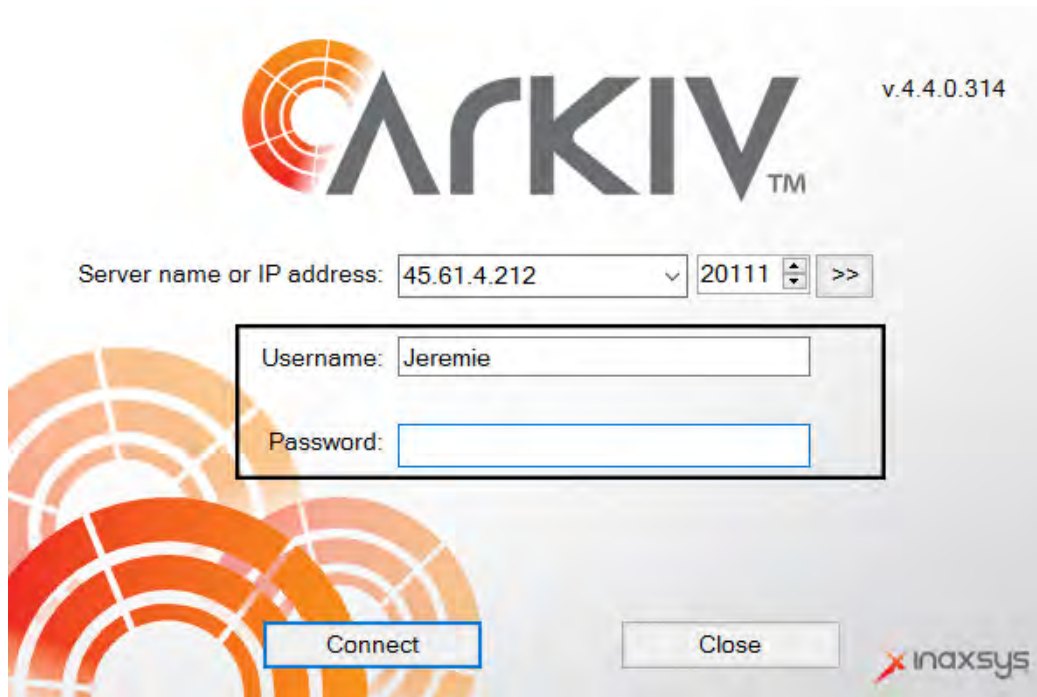 ArKIV TM
v.4.4.0.314
Server name or IP address: 45.61.4.212 20111 >>
Username: Jeremie
Password:
Connect Close
inaxsys